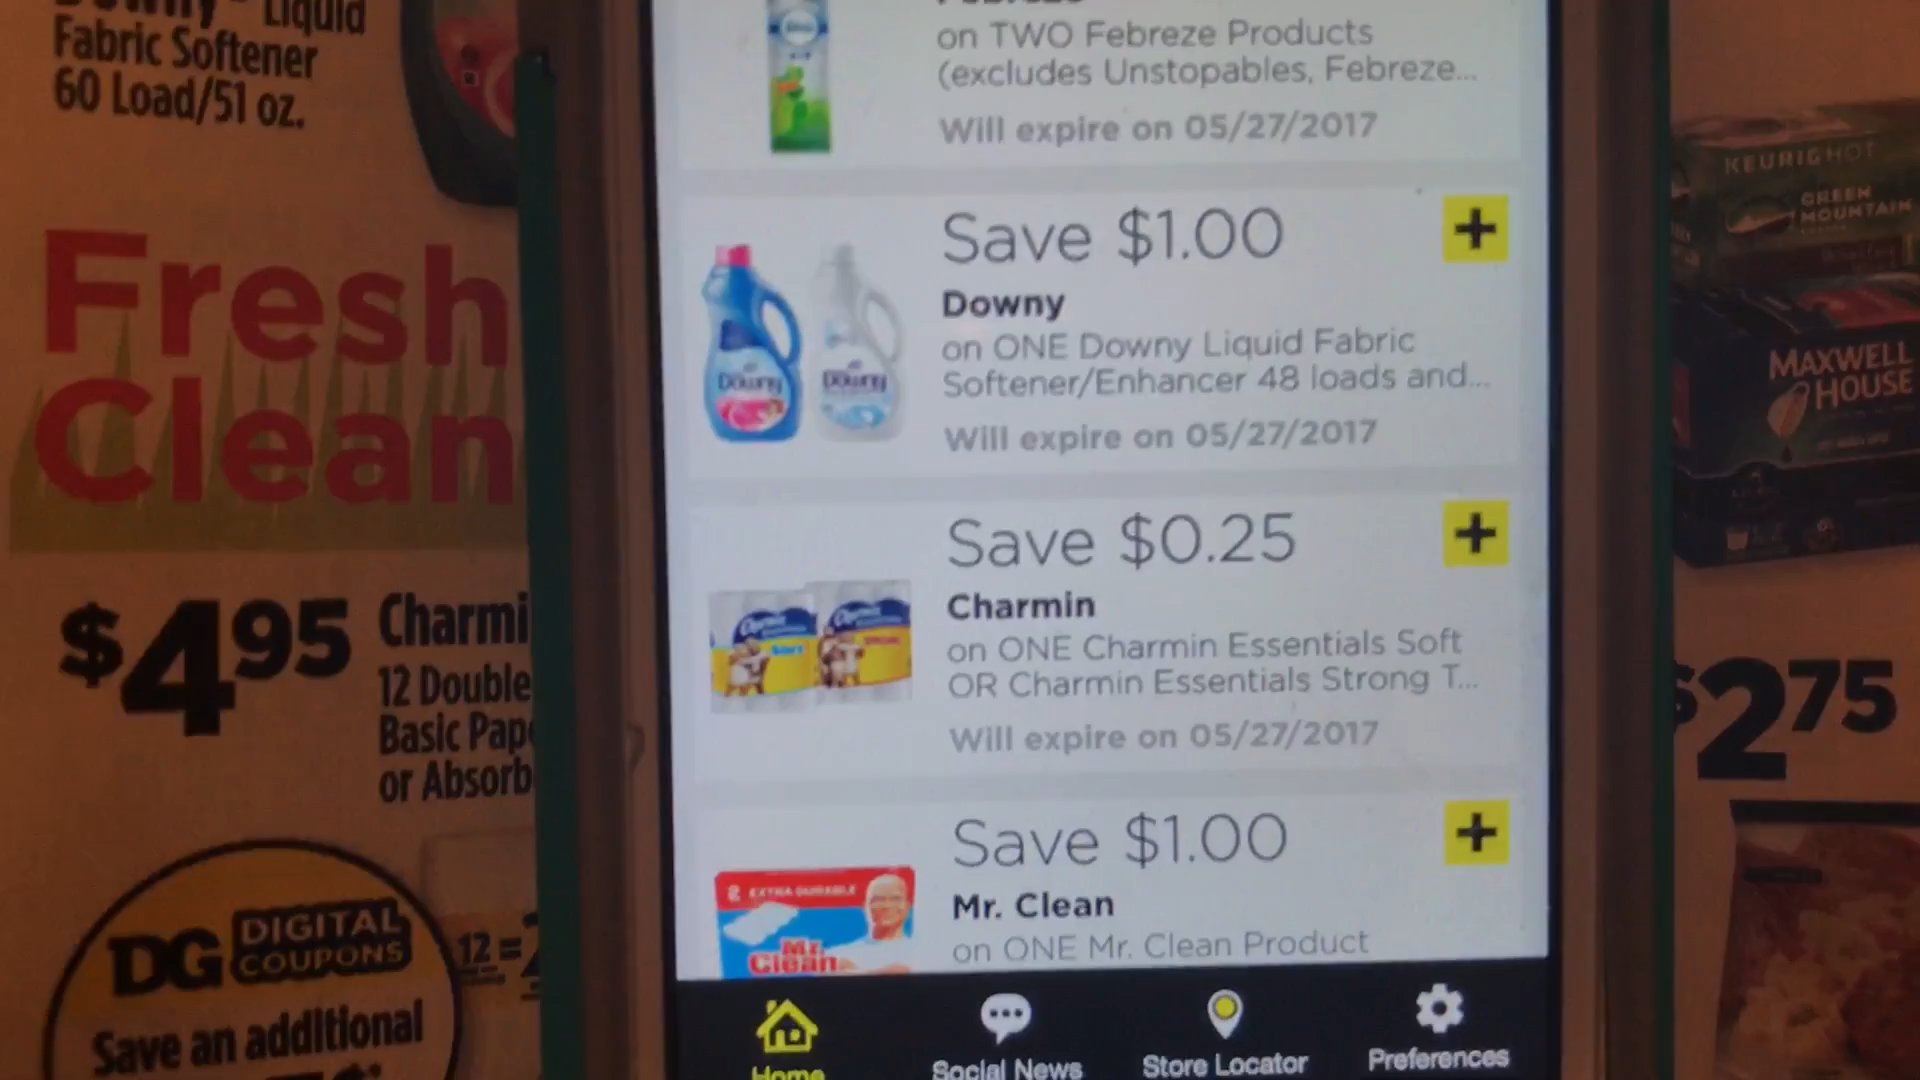 Liquid
Fabric Softener
60 Load/51 oz.
Fresh
Clean
$4.95 Charmi
12 Double
Basic Pap
or Absorb
DG DIGITAL
COUPONS
Save an additional
12 =
on TWO Febreze Products
(excludes Unstopables, Febreze...
Will expire on 05/27/2017
Save $1.00
+
Downy
on ONE Downy Liquid Fabric
Softener/Enhancer 48 loads and...
Will expire on 05/27/2017
Downy
Downy
Save $0.25
+
Charmin
on ONE Charmin Essentials Soft
OR Charmin Essentials Strong T...
Will expire on 05/27/2017
Charmin
Charmin
Save $1.00
+
Mr. Clean
on ONE Mr. Clean Product
2 EXTRA DURABLE
Mr.
Clean
Home
Social News
Store Locator
Preferences
KEURIG HOT
GREEN
MOUNTAIN
MAXWELL
HOUSE
$2.75